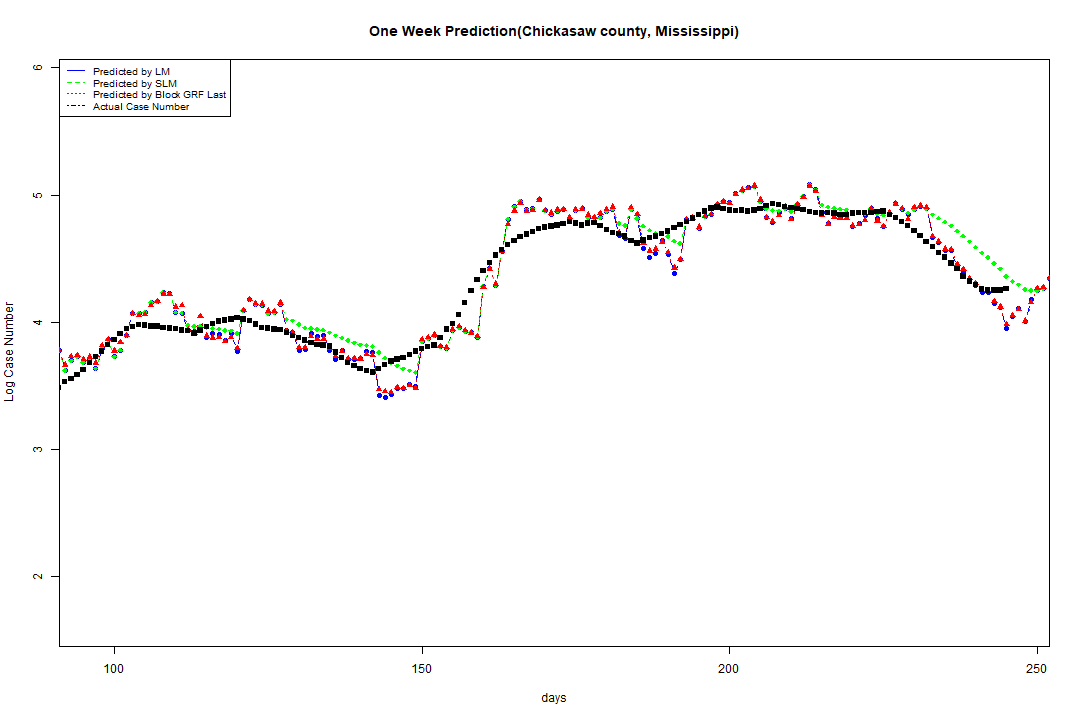 One Week Prediction(Chickasaw county, Mississippi)
Predicted by LM
Predicted by SLM
Predicted by Block GRF Last
Actual Case Number
6
5
4
3
2
Log Case Number
100 150 200 250
days